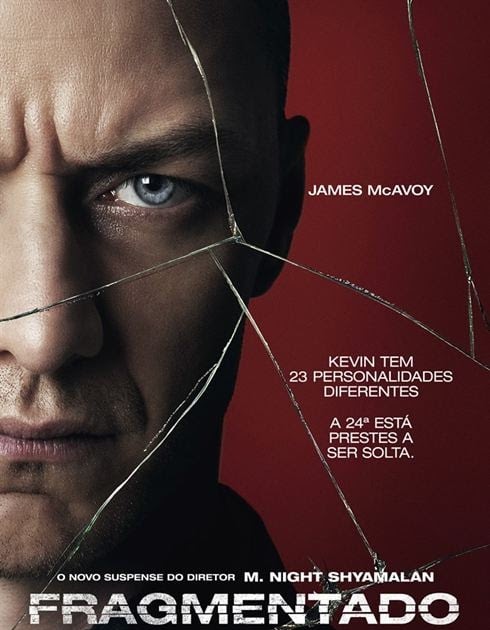 JAMES McAVOY
KEVIN TEM
23 PERSONALIDADES
DIFERENTES
A 24ª ESTÁ
PRESTES A
SER SOLTA.
O NOVO SUSPENSE DO DIRETOR M. NIGHT SHYAMALAN
FRAGMENTADO